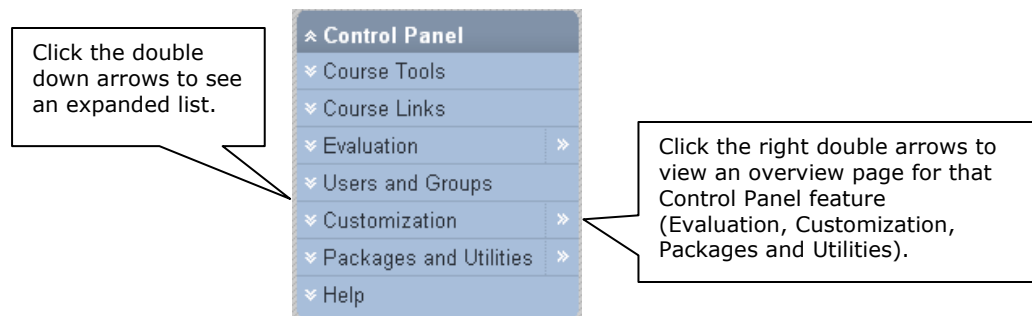 Click the double
down arrows to see
an expanded list.
Control Panel
Course Tools
Course Links
Evaluation
Users and Groups
Customization
Packages and Utilities
Help
Click the right double arrows to
view an overview page for that
Control Panel feature
(Evaluation, Customization,
Packages and Utilities).